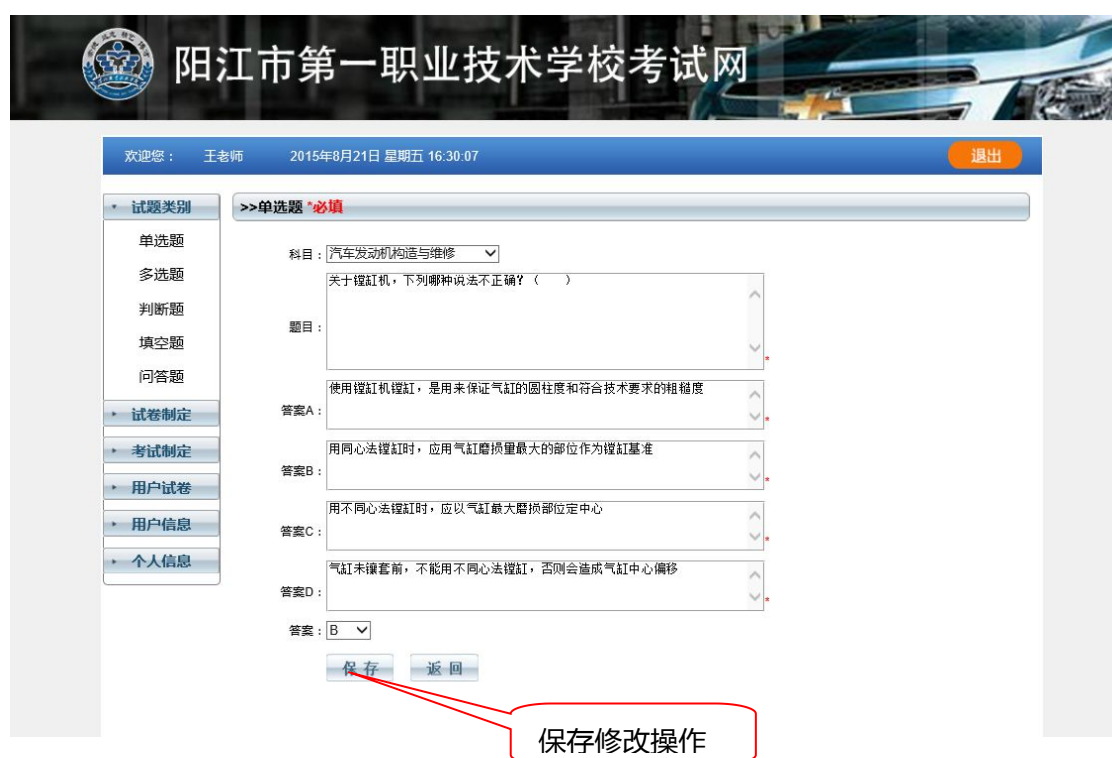 阳江市第一职业技术学校考试网
欢迎您： 王老师 2015年8月21日 星期五 16:30:07 退出
试题类别
>>单选题 *必填
单选题
多选题
判断题
填空题
问答题
试卷制定
考试制定
用户试卷
用户信息
个人信息
科目：汽车发动机构造与维修
题目：关于镗缸机，下列哪种说法不正确？（ ） *
答案A：使用镗缸机镗缸，是用来保证气缸的圆柱度和符合技术要求的粗糙度 *
答案B：用同心法镗缸时，应用气缸磨损量最大的部位作为镗缸基准 *
答案C：用不同心法镗缸时，应以气缸最大磨损部位定中心 *
答案D：气缸未镶套前，不能用不同心法镗缸，否则会造成气缸中心偏移 *
答案：B
保 存 返 回
保存修改操作